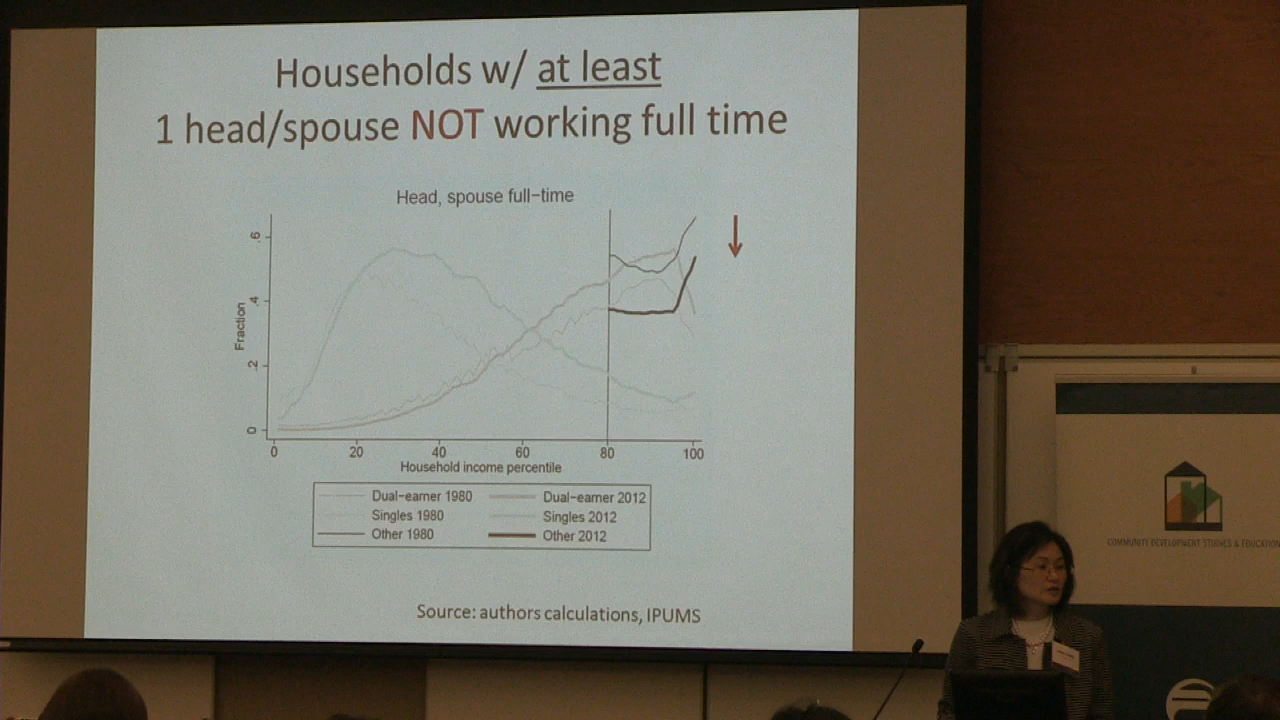 Households w/ at least
1 head/spouse NOT working full time
Head, spouse full-time
Fraction
.6
.4
.2
0
0 20 40 60 80 100
Household income percentile
Dual-earner 1980 Dual-earner 2012
Singles 1980 Singles 2012
Other 1980 Other 2012
Source: authors calculations, IPUMS
COMMUNITY DEVELOPMENT STUDIES & EDUCATION